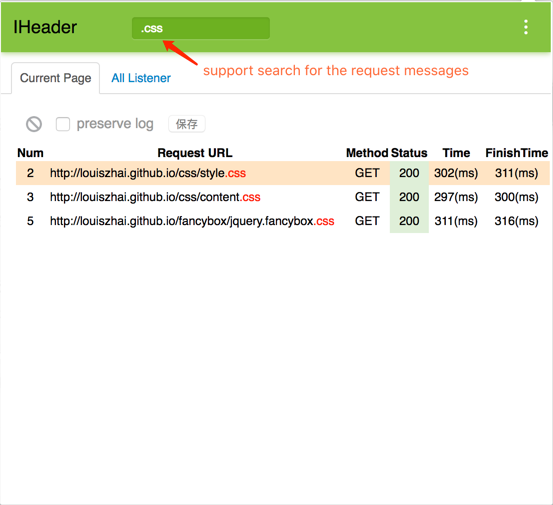 IHeader
.css
support search for the request messages
Current Page
All Listener
preserve log
保存
Num Request URL Method Status Time FinishTime
2 http://louiszhai.github.io/css/style.css GET 200 302(ms) 311(ms)
3 http://louiszhai.github.io/css/content.css GET 200 297(ms) 300(ms)
5 http://louiszhai.github.io/fancybox/jquery.fancybox.css GET 200 311(ms) 316(ms)